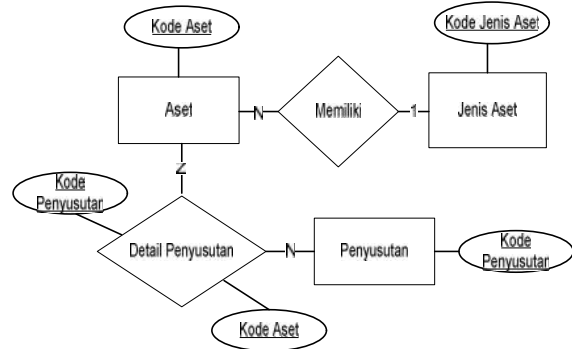 Kode Aset
Kode Jenis Aset
Aset
N
Memiliki
1
Jenis Aset
N
Kode
Penyusutan
Detail Penyusutan
N
Penyusutan
Kode
Penyusutan
Kode Aset